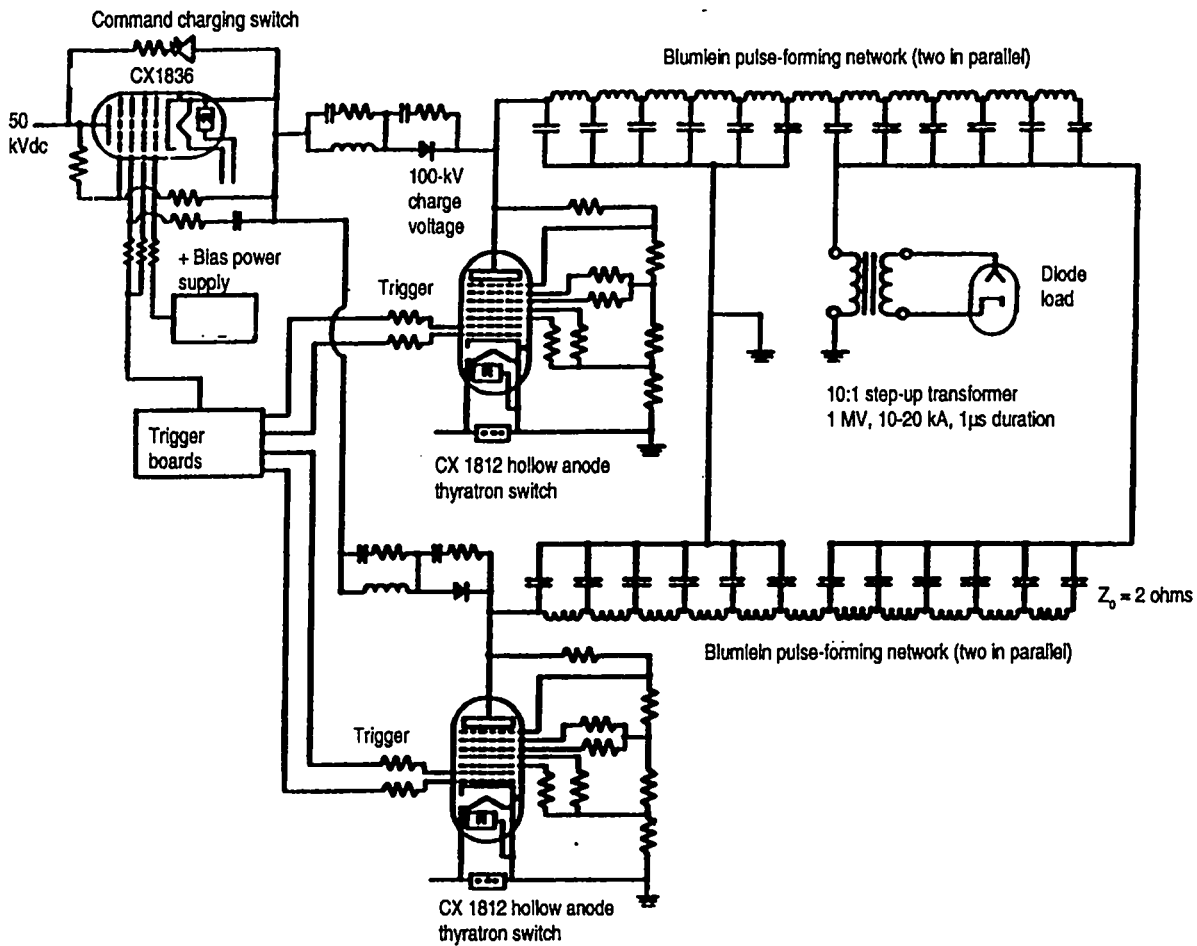 Command charging switch
CX1836
50
kVdc
Blumlein pulse-forming network (two in parallel)
100-kV
charge
voltage
+ Bias power
supply
Trigger
Diode
load
10:1 step-up transformer
1 MV, 10-20 kA, 1µs duration
Trigger
boards
CX 1812 hollow anode
thyratron switch
Z₀ = 2 ohms
Blumlein pulse-forming network (two in parallel)
Trigger
CX 1812 hollow anode
thyratron switch